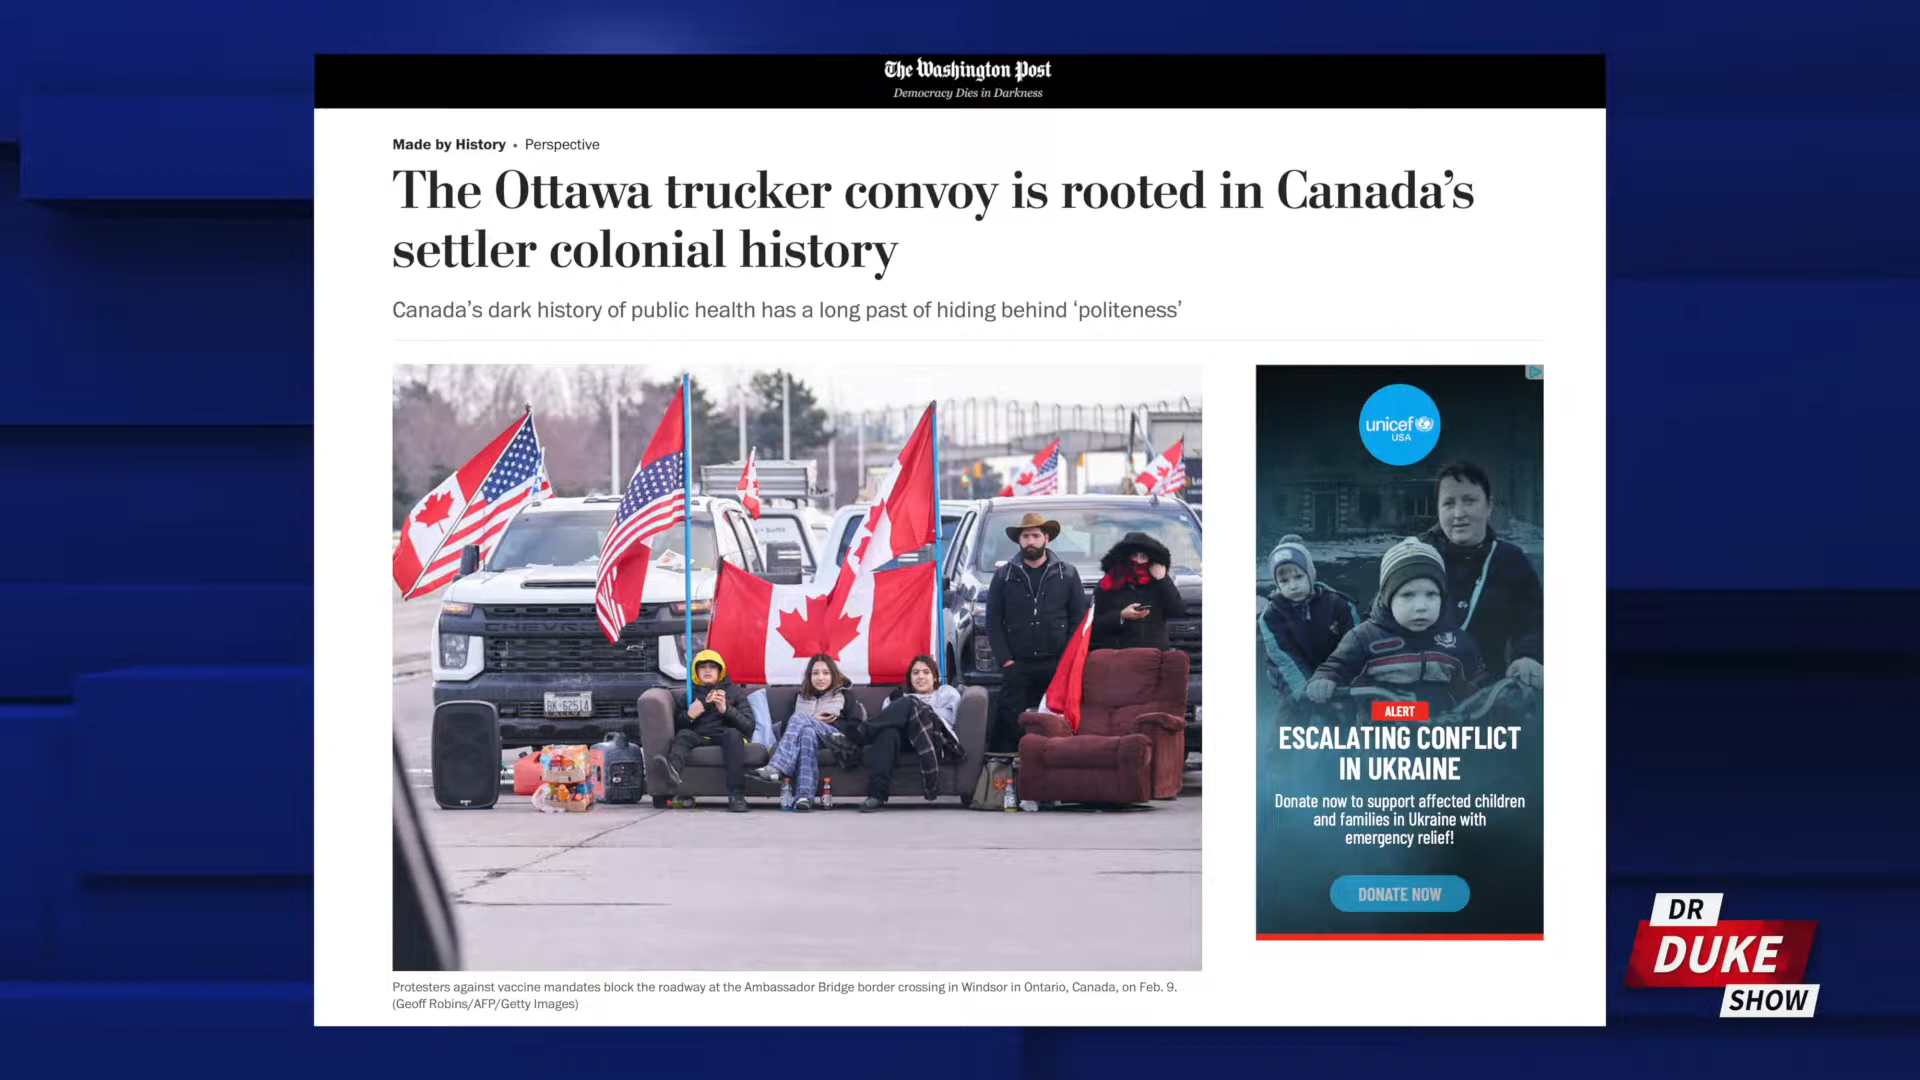 The Washington Post
Democracy Dies in Darkness
Made by History • Perspective
The Ottawa trucker convoy is rooted in Canada’s
settler colonial history
Canada’s dark history of public health has a long past of hiding behind ‘politeness’
CHEVROLET
BK 62514
unicef
USA
ALERT
ESCALATING CONFLICT
IN UKRAINE
Donate now to support affected children
and families in Ukraine with
emergency relief!
DONATE NOW
Protesters against vaccine mandates block the roadway at the Ambassador Bridge border crossing in Windsor in Ontario, Canada, on Feb. 9.
(Geoff Robins/AFP/Getty Images)
DR
DUKE
SHOW